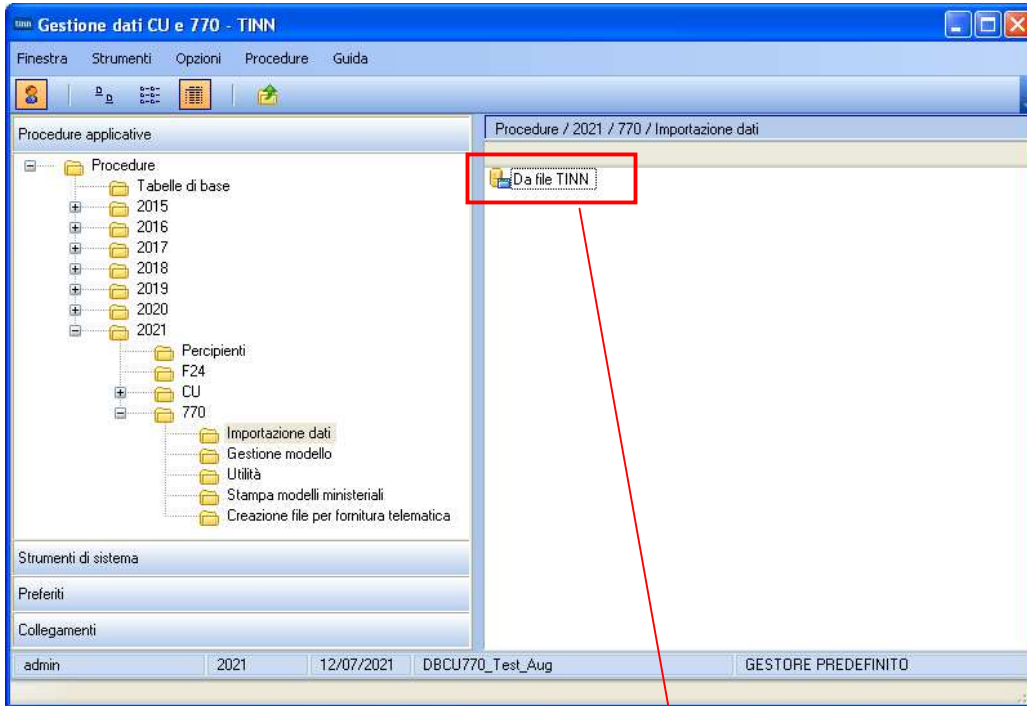 tinn Gestione dati CU e 770 - TINN
Finestra Strumenti Opzioni Procedure Guida
Procedure applicative
Procedure
Tabelle di base
2015
2016
2017
2018
2019
2020
2021
Percipienti
F24
CU
770
Importazione dati
Gestione modello
Utilità
Stampa modelli ministeriali
Creazione file per fornitura telematica
Strumenti di sistema
Preferiti
Collegamenti
Procedure / 2021 / 770 / Importazione dati
Da file TINN
admin 2021 12/07/2021 DBCU770_Test_Aug GESTORE PREDEFINITO